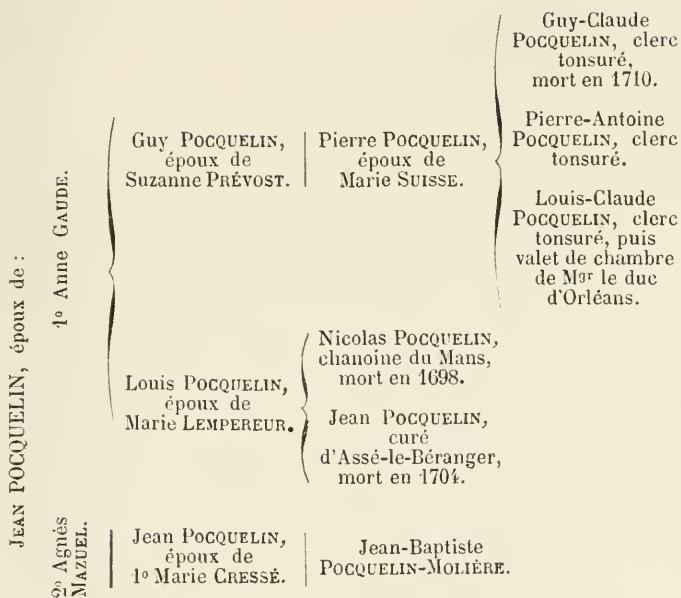 JEAN POCQUELIN, époux de :
1º Anne GAUDE.
Guy POCQUELIN,
époux de
Suzanne PRÉVOST.
Pierre POCQUELIN,
époux de
Marie SUISSE.
Guy-Claude
POCQUELIN, clerc
tonsuré,
mort en 1710.
Pierre-Antoine
POCQUELIN, clerc
tonsuré.
Louis-Claude
POCQUELIN, clerc
tonsuré, puis
valet de chambre
de Mgr le duc
d'Orléans.
Louis POCQUELIN,
époux de
Marie LEMPEREUR.
Nicolas POCQUELIN,
chanoine du Mans,
mort en 1698.
Jean POCQUELIN,
curé
d'Assé-le-Béranger,
mort en 1704.
2º Agnès
MAZUEL.
Jean POCQUELIN,
époux de
1º Marie CRESSÉ.
Jean-Baptiste
POCQUELIN-MOLIÈRE.